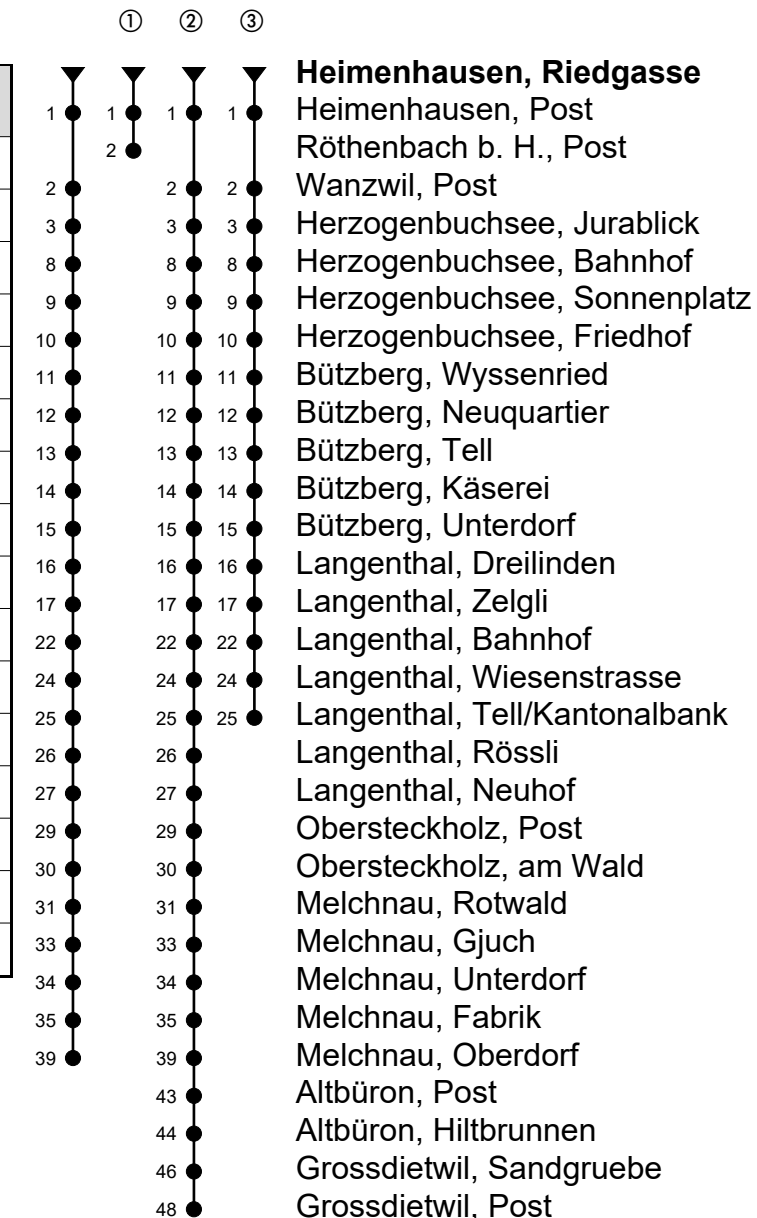 ① ② ③
Heimenhausen, Riedgasse
1 1 1 1 Heimenhausen, Post
2 Röthenbach b. H., Post
2 2 2 Wanzwil, Post
3 3 3 Herzogenbuchsee, Jurablick
8 8 8 Herzogenbuchsee, Bahnhof
9 9 9 Herzogenbuchsee, Sonnenplatz
10 10 10 Herzogenbuchsee, Friedhof
11 11 11 Bützberg, Wyssenried
12 12 12 Bützberg, Neuquartier
13 13 13 Bützberg, Tell
14 14 14 Bützberg, Käserei
15 15 15 Bützberg, Unterdorf
16 16 16 Langenthal, Dreilinden
17 17 17 Langenthal, Zelgli
22 22 22 Langenthal, Bahnhof
24 24 24 Langenthal, Wiesenstrasse
25 25 25 Langenthal, Tell/Kantonalbank
26 26 Langenthal, Rössli
27 27 Langenthal, Neuhof
29 29 Obersteckholz, Post
30 30 Obersteckholz, am Wald
31 31 Melchnau, Rotwald
33 33 Melchnau, Gjuch
34 34 Melchnau, Unterdorf
35 35 Melchnau, Fabrik
39 39 Melchnau, Oberdorf
43 Altbüron, Post
44 Altbüron, Hiltbrunnen
46 Grossdietwil, Sandgruebe
48 Grossdietwil, Post